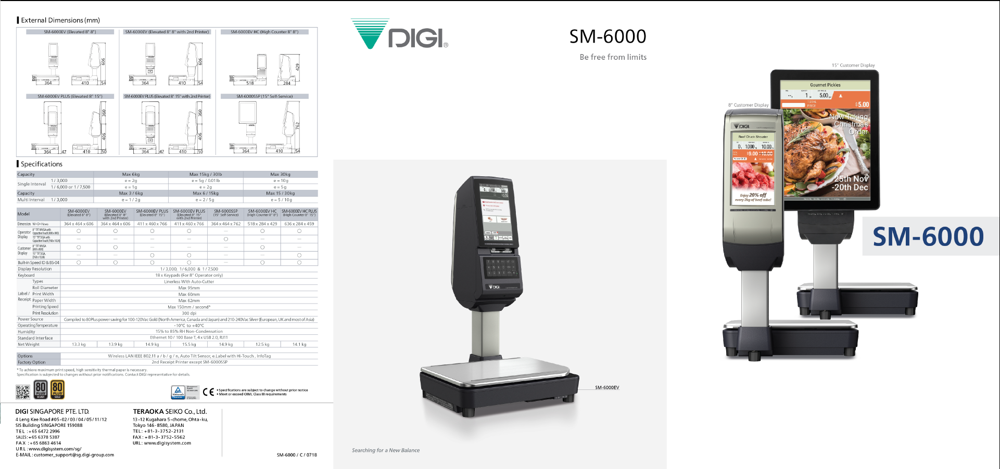 External Dimensions (mm)
SM-6000EV (Elevated 8" 8")
SM-6000EV (Elevated 8" 8" with 2nd Printer)
SM-6000EV HC (High Counter 8" 8")
606
88
364
410
54
606
88
364
410
54
429
88
518
284
SM-6000EV PLUS (Elevated 8" 15")
SM-6000EV PLUS (Elevated 8" 15" with 2nd Printer)
SM-6000SSP (15" Self-Service)
360
406
88
364
47
410
50
360
406
88
364
47
410
50
762
88
364
410
54
Specifications
Capacity Max 6kg Max 15kg / 30lb Max 30kg
Single Interval 1 / 3,000 e = 2g e = 5g / 0.01lb e = 10g
1 / 6,000 or 1 / 7,500 e = 1g e = 2g e = 5g
Capacity Max 3 / 6kg Max 6 / 15kg Max 15 / 30kg
Multi Interval 1 / 3,000 e = 1 / 2g e = 2 / 5g e = 5 / 10g
Model SM-6000EV (Elevated 8" 8") SM-6000EV (Elevated 8" 8" with 2nd Printer) SM-6000EV PLUS (Elevated 8" 15") SM-6000EV PLUS (Elevated 8" 15" with 2nd Printer) SM-6000SSP (15" Self-Service) SM-6000EV HC (High Counter 8" 8") SM-6000EV HC PLUS (High Counter 8" 15")
Dimension W×D×H(mm) 364 x 464 x 606 364 x 464 x 606 411 x 460 x 766 411 x 460 x 766 364 x 464 x 762 518 x 284 x 429 636 x 284 x 459
Operator Display 8" TFT WVGA with Capacitive Touch (480 x 800) ○ ○ ○ ○ — ○ ○
15" TFT XGA with Capacitive Touch (768 x 1024) — — — — ○ — —
Customer Display 8" TFT WVGA (480 x 800) ○ ○ — — — ○ —
15" TFT XGA, (768 x 1024) — — ○ ○ — — ○
Built-in Speed ID & BS-04 ○ ○ ○ ○ — ○ ○
Display Resolution 1 / 3,000, 1 / 6,000 & 1 / 7,500
Keyboard 18 x Keypads (For 8" Operator only)
Label / Receipt Types Linerless With Auto-Cutter
Roll Diameter Max 95mm
Print Width Max 60mm
Paper Width Max 62mm
Printing Speed Max 150mm / second*
Print Resolution 300 dpi
Power Source Compiled to 80Plus power saving for 100-120Vac Gold (North America, Canada and Japan) and 210-240Vac Silver (European, UK and most of Asia)
Operating Temperature -10°C to +40°C
Humidity 15% to 85% RH Non-Condensation
Standard Interface Ethernet 10 / 100 Base T, 4 x USB 2.0, RJ11
Net Weight 13.3 kg 13.9 kg 14.9 kg 15.5 kg 14.9 kg 12.5 kg 14.1 kg
Options Wireless LAN IEEE 802.11 a / b / g / n, Auto Tilt Sensor, e.Label with Hi-Touch , InfoTag
Factory Option 2nd Receipt Printer except SM-6000SSP
* To achieve maximum print speed, high sensitivity thermal paper is necessary.
Specification is subjected to changes without prior notifications. Contact DIGI representative for details.
80 PLUS SILVER
80 PLUS GOLD
CE
• Specifications are subject to change without prior notice
• Meet or exceed OIML Class III requirements
DIGI SINGAPORE PTE. LTD.
4 Leng Kee Road #05-02 / 03 / 04 / 05 / 11 / 12
SIS Building SINGAPORE 159088
TEL : +65 6472 2996
SALES: +65 6378 5387
FAX : +65 6863 4614
URL : www.digisystem.com/sg/
E-MAIL : customer_support@sg.digi-group.com
TERAOKA SEIKO Co., Ltd.
13-12 Kugahara 5-chome, Ohta-ku,
Tokyo 146-8580, JAPAN
TEL : +81-3-3752-2131
FAX : +81-3-3752-5562
URL : www.digisystem.com
SM-6000 / C / 0718
DIGI®
SM-6000
Be free from limits
DIGI
SM-6000EV
Searching for a New Balance
15" Customer Display
8" Customer Display
Gourmet Pickles
1
5.00
TOTAL PRICE
$5.00
Now Taking
Christmas
Order
25th Nov
-20th Dec
DIGI
Beef Chuck Shoulder
0 1.000 10.00
$9.00 $10.00
Enjoy 20% off
every 2kg of beef cube!
SM-6000